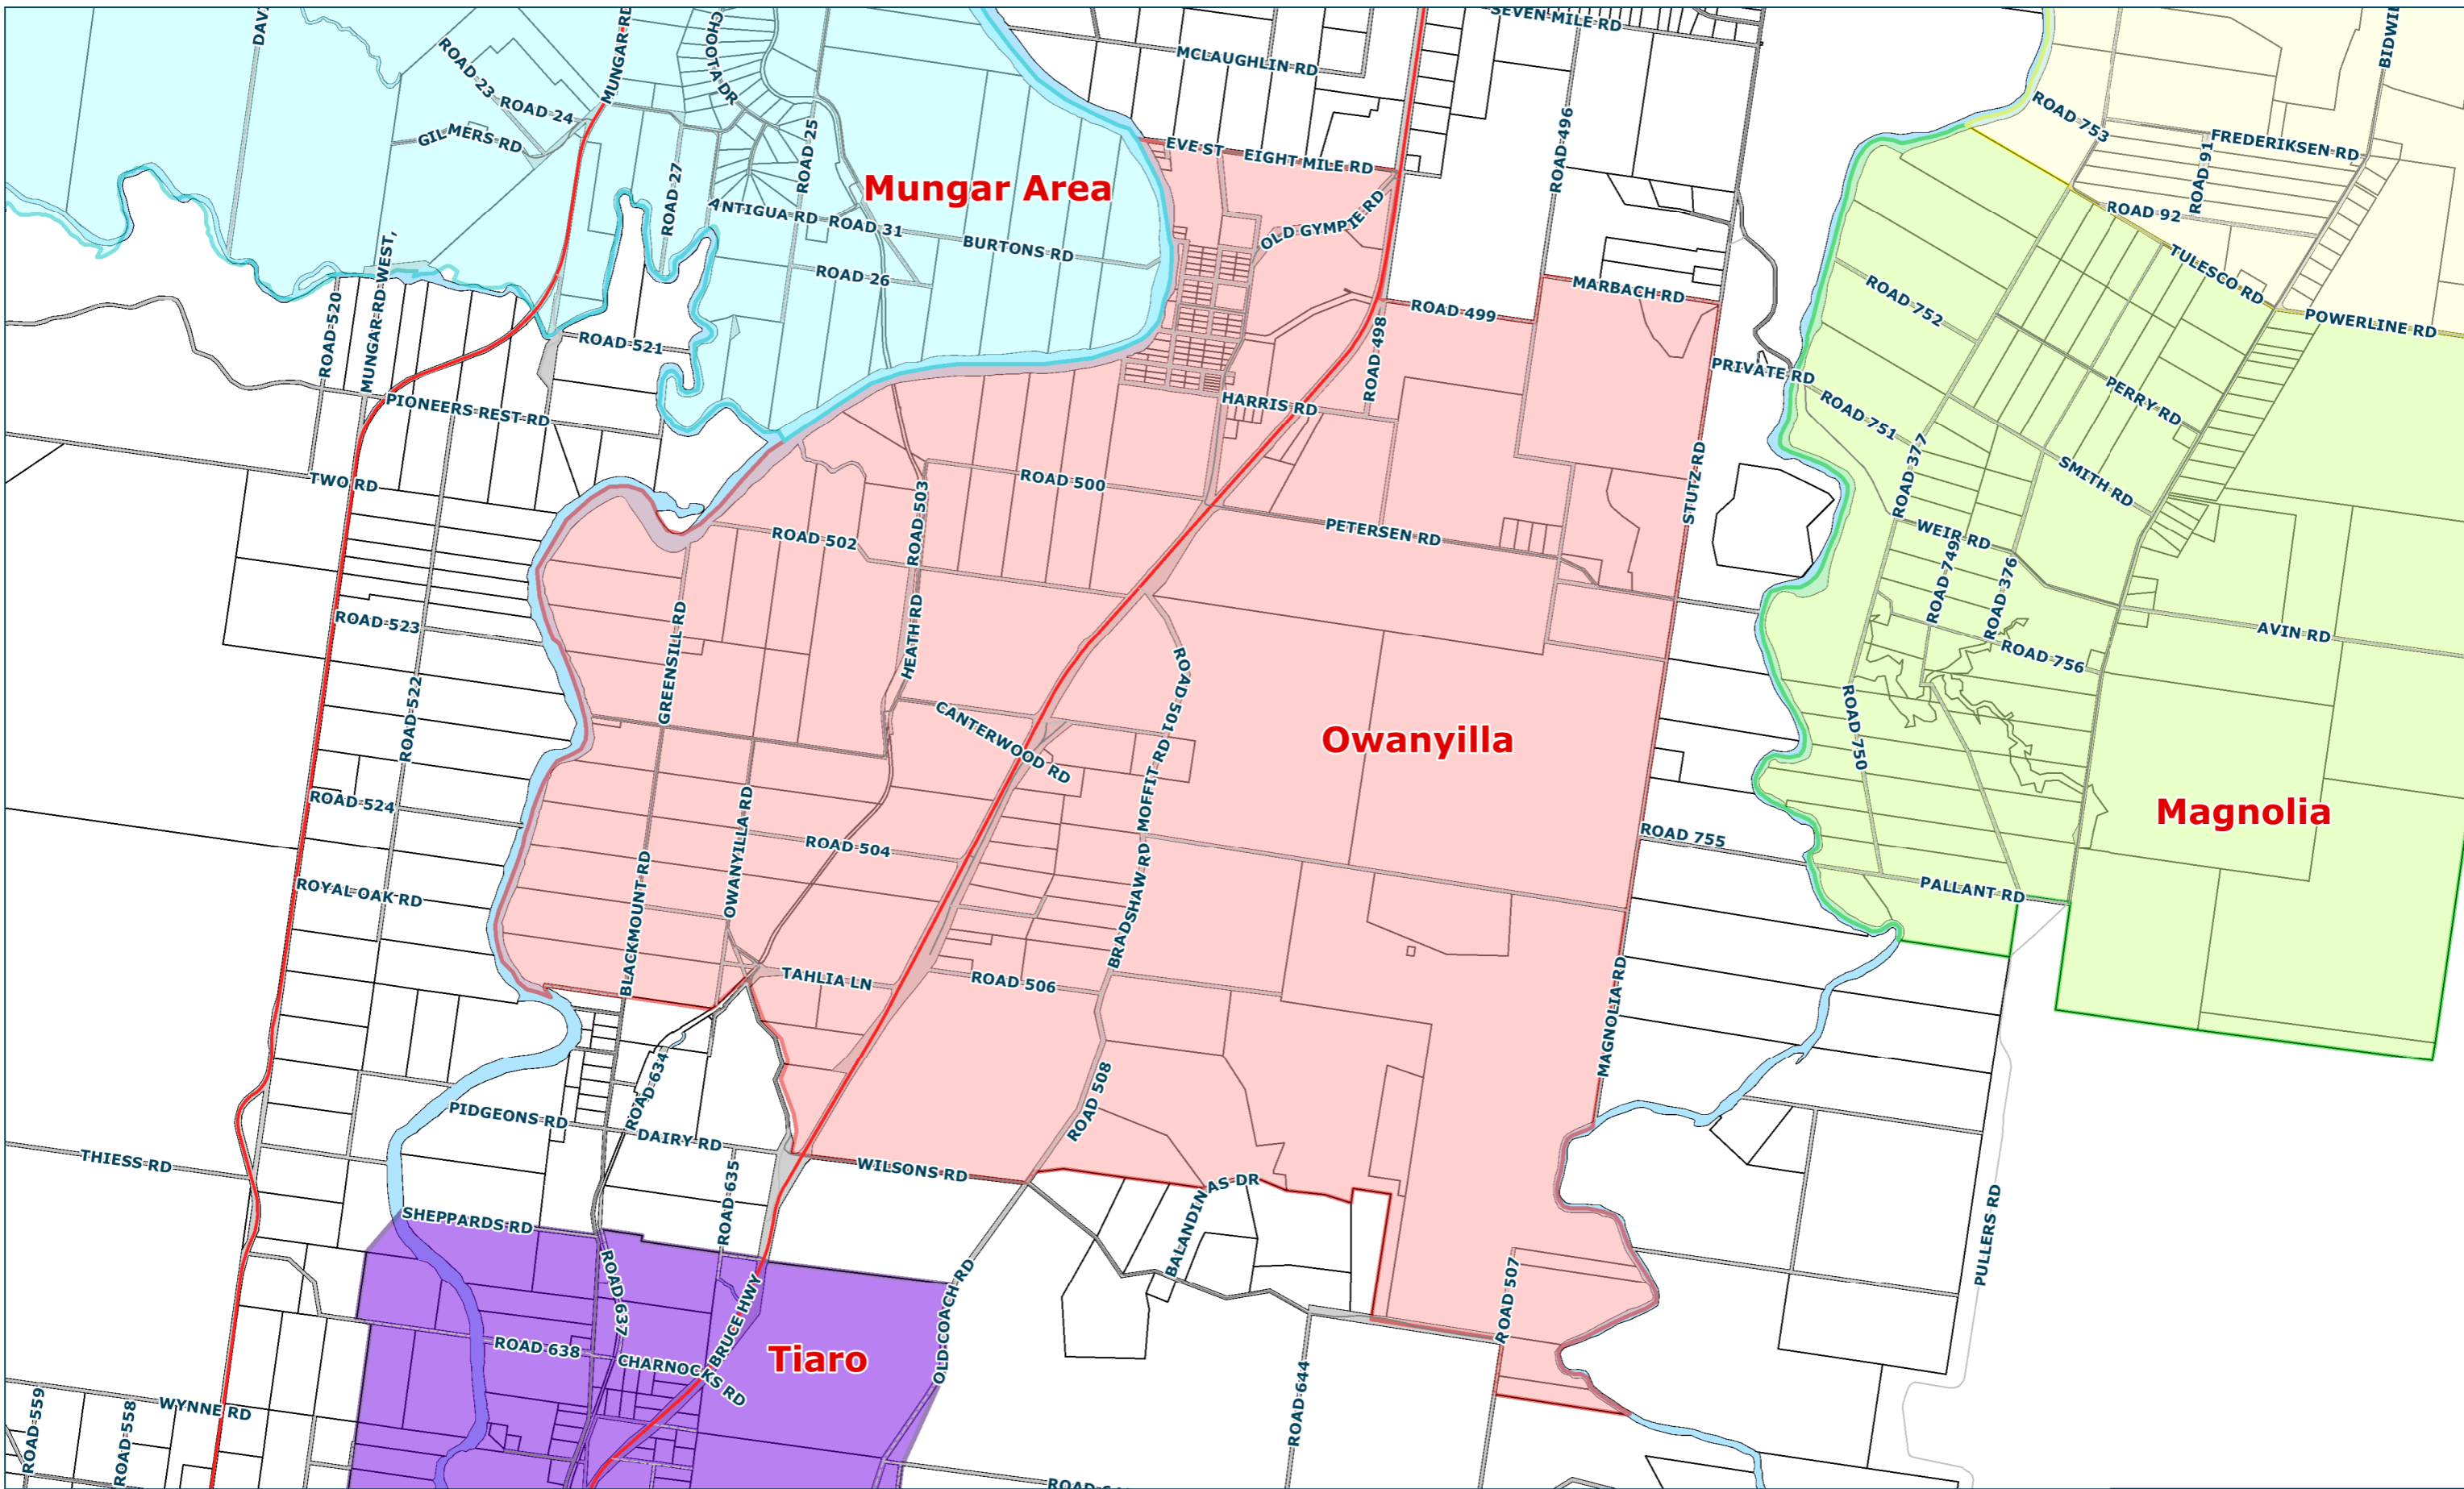 SEVEN MILE RD
MUNGAR RD
MCLAUGHLIN RD
ROAD 23
ROAD 24
GILMERS RD
ROAD 25
ROAD 27
ROAD 496
ROAD 753
FREDERIKSEN RD
ROAD 91
EVE ST
EIGHT MILE RD
Mungar Area
ANTIGUA RD
ROAD 31
BURTONS RD
OLD GYMPIE RD
ROAD 92
TULESCO RD
ROAD 26
MARBACH RD
ROAD 752
ROAD 499
POWERLINE RD
ROAD 520
MUNGAR RD WEST,
ROAD 521
ROAD 498
PRIVATE RD
PERRY RD
PIONEERS REST RD
HARRIS RD
ROAD 751
ROAD 377
SMITH RD
TWO RD
ROAD 500
STUTZ RD
ROAD 503
ROAD 502
PETERSEN RD
WEIR RD
ROAD 749
ROAD 376
ROAD 523
AVIN RD
GREENSILL RD
HEATH RD
ROAD 501
ROAD 756
ROAD 522
CANTERWOOD RD
ROAD 750
Owanyilla
MOFFIT RD
ROAD 524
OWANYILLA RD
ROAD 504
ROAD 755
Magnolia
ROYAL OAK RD
BLACKMOUNT RD
BRADSHAW RD
PALLANT RD
TAHLIA LN
ROAD 506
MAGNOLIA RD
ROAD 634
PIDGEONS RD
DAIRY RD
ROAD 508
THIESS RD
WILSONS RD
ROAD 635
BALANDINAS DR
SHEPPARDS RD
PULLERS RD
ROAD 637
BRUCE HWY
OLD COACH RD
ROAD 507
ROAD 638
CHARNOCKS RD
Tiaro
ROAD 644
WYNNE RD
ROAD 559
ROAD 558